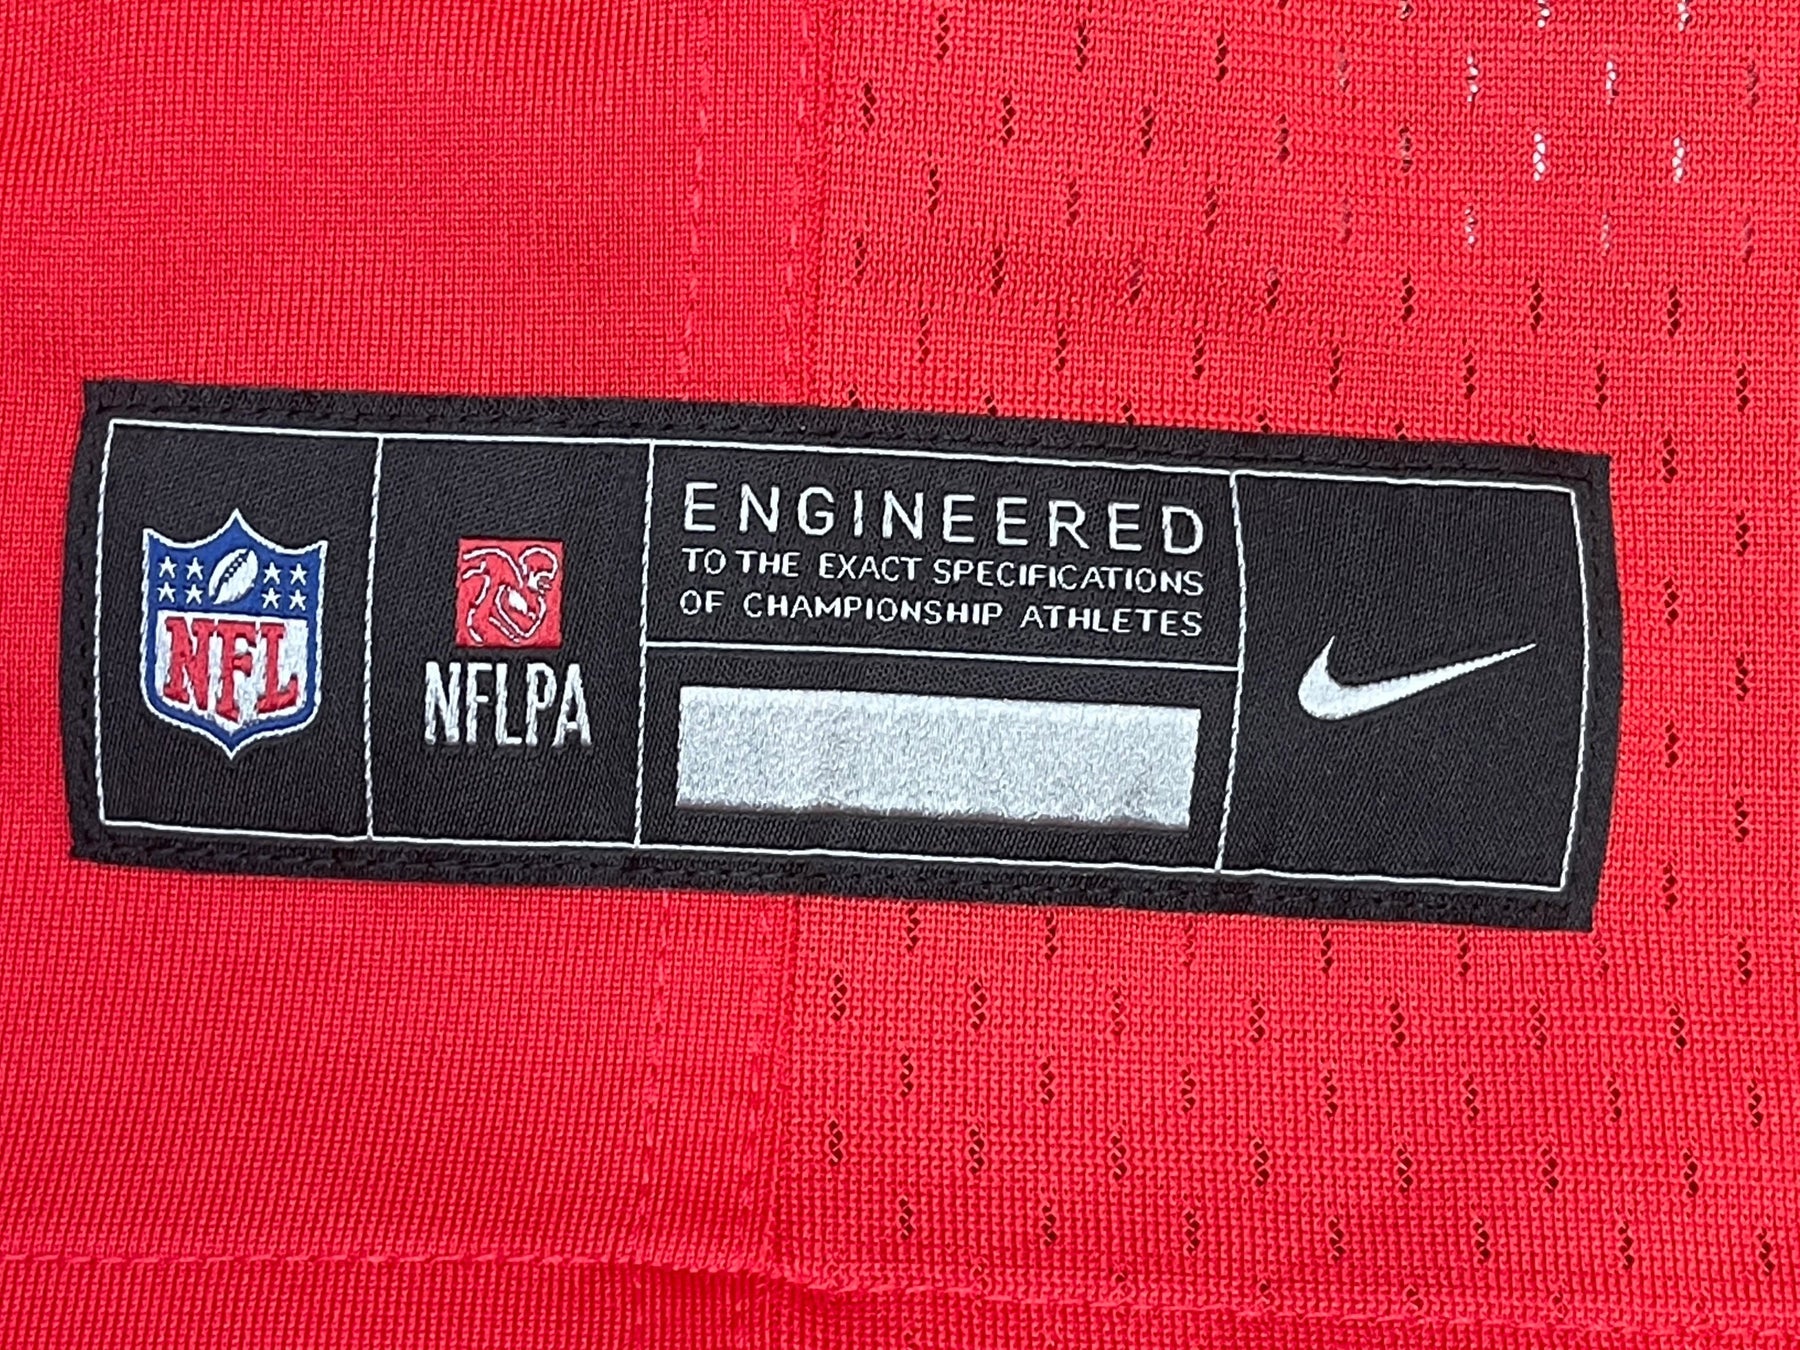 NFL
NFLPA
ENGINEERED
TO THE EXACT SPECIFICATIONS
OF CHAMPIONSHIP ATHLETES